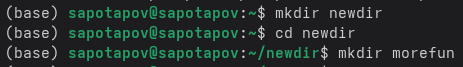 (base) sapotapov@sapotapov:~$ mkdir newdir
(base) sapotapov@sapotapov:~$ cd newdir
(base) sapotapov@sapotapov:~/newdir$ mkdir morefun